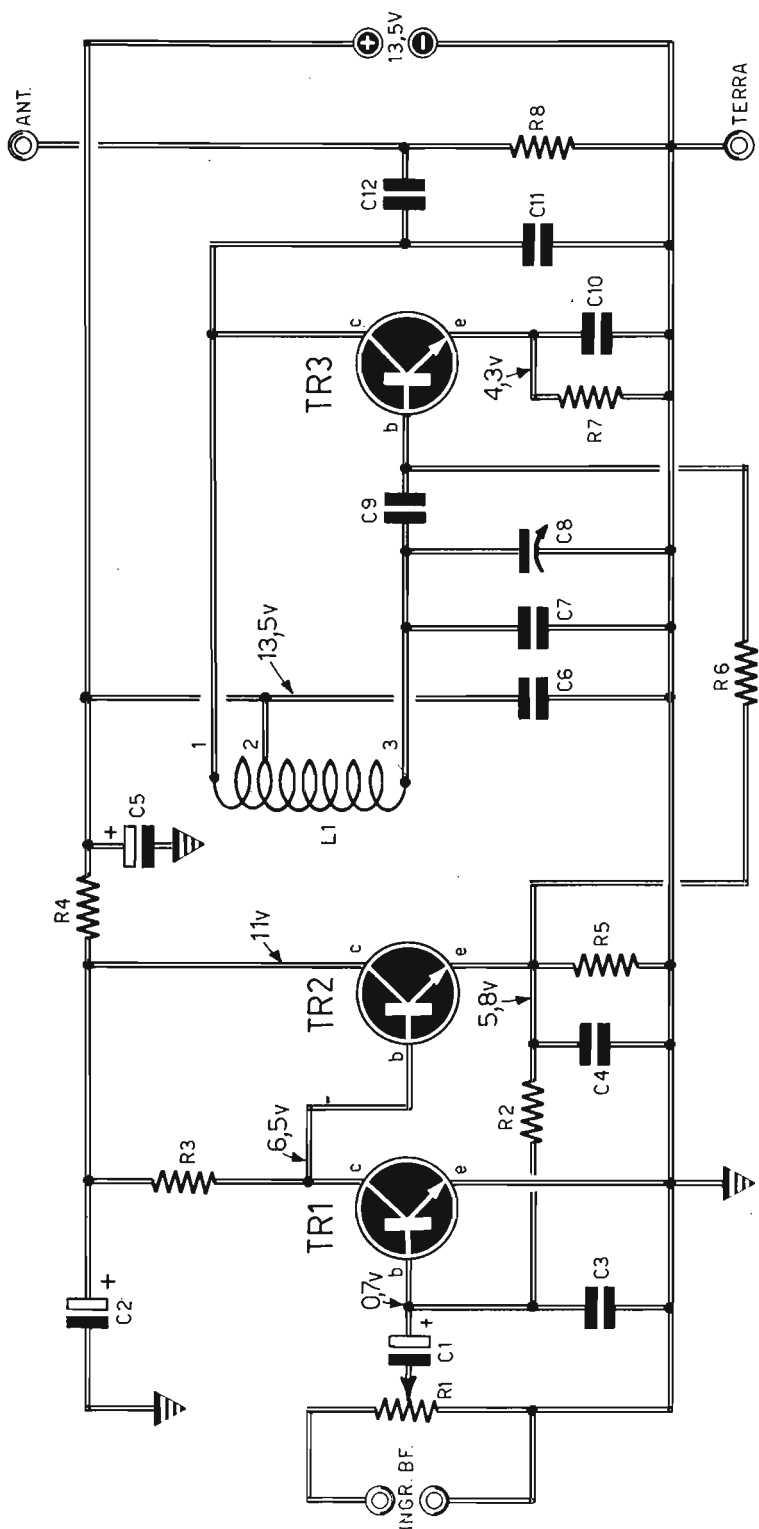 ANT.
+
−
13,5V
C12
R8
TERRA
C11
TR3
c
b
e
4,3v
C10
R7
C9
C8
C7
C6
R6
13,5v
1
2
3
L1
+
C5
R4
11v
TR2
c
b
e
5,8v
R5
C4
R2
R3
6,5v
TR1
c
b
e
0,7v
C3
+
C2
+
C1
R1
INGR. BF.